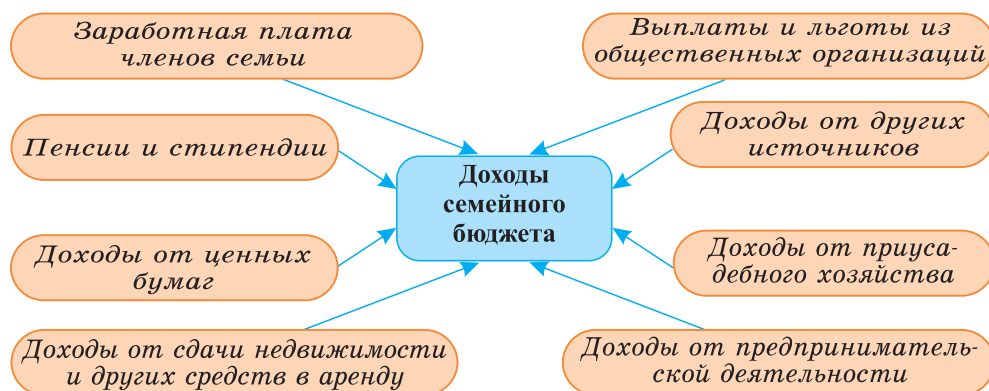 Заработная плата
членов семьи
Выплаты и льготы из
общественных организаций
Пенсии и стипендии
Доходы от других
источников
Доходы
семейного
бюджета
Доходы от ценных
бумаг
Доходы от приуса-
дебного хозяйства
Доходы от сдачи недвижимости
и других средств в аренду
Доходы от предприниматель-
ской деятельности